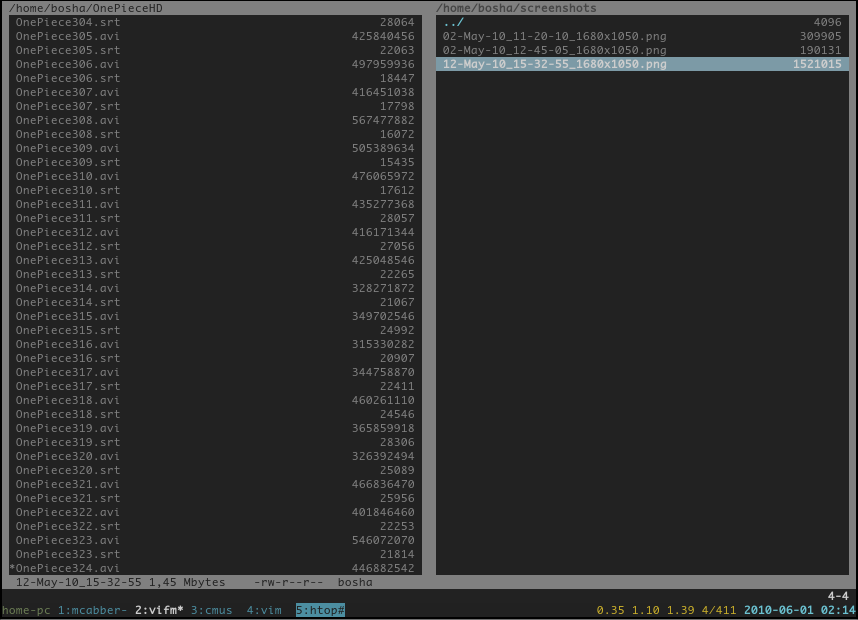 /home/bosha/OnePieceHD
OnePiece304.srt 28064
OnePiece305.avi 425840456
OnePiece305.srt 22063
OnePiece306.avi 497959936
OnePiece306.srt 18447
OnePiece307.avi 416451038
OnePiece307.srt 17798
OnePiece308.avi 567477882
OnePiece308.srt 16072
OnePiece309.avi 505389634
OnePiece309.srt 15435
OnePiece310.avi 476065972
OnePiece310.srt 17612
OnePiece311.avi 435277368
OnePiece311.srt 28057
OnePiece312.avi 416171344
OnePiece312.srt 27056
OnePiece313.avi 425048546
OnePiece313.srt 22265
OnePiece314.avi 328271872
OnePiece314.srt 21067
OnePiece315.avi 349702546
OnePiece315.srt 24992
OnePiece316.avi 315330282
OnePiece316.srt 20907
OnePiece317.avi 344758870
OnePiece317.srt 22411
OnePiece318.avi 460261110
OnePiece318.srt 24546
OnePiece319.avi 365859918
OnePiece319.srt 28306
OnePiece320.avi 326392494
OnePiece320.srt 25089
OnePiece321.avi 466836470
OnePiece321.srt 25956
OnePiece322.avi 401846460
OnePiece322.srt 22253
OnePiece323.avi 546072070
OnePiece323.srt 21814
*OnePiece324.avi 446882542
/home/bosha/screenshots
../ 4096
02-May-10_11-20-10_1680x1050.png 309905
02-May-10_12-45-05_1680x1050.png 190131
12-May-10_15-32-55_1680x1050.png 1521015
12-May-10_15-32-55 1,45 Mbytes -rw-r--r-- bosha
4-4
home-pc 1:mcabber- 2:vifm* 3:cmus 4:vim 5:htop# 0.35 1.10 1.39 4/411 2010-06-01 02:14